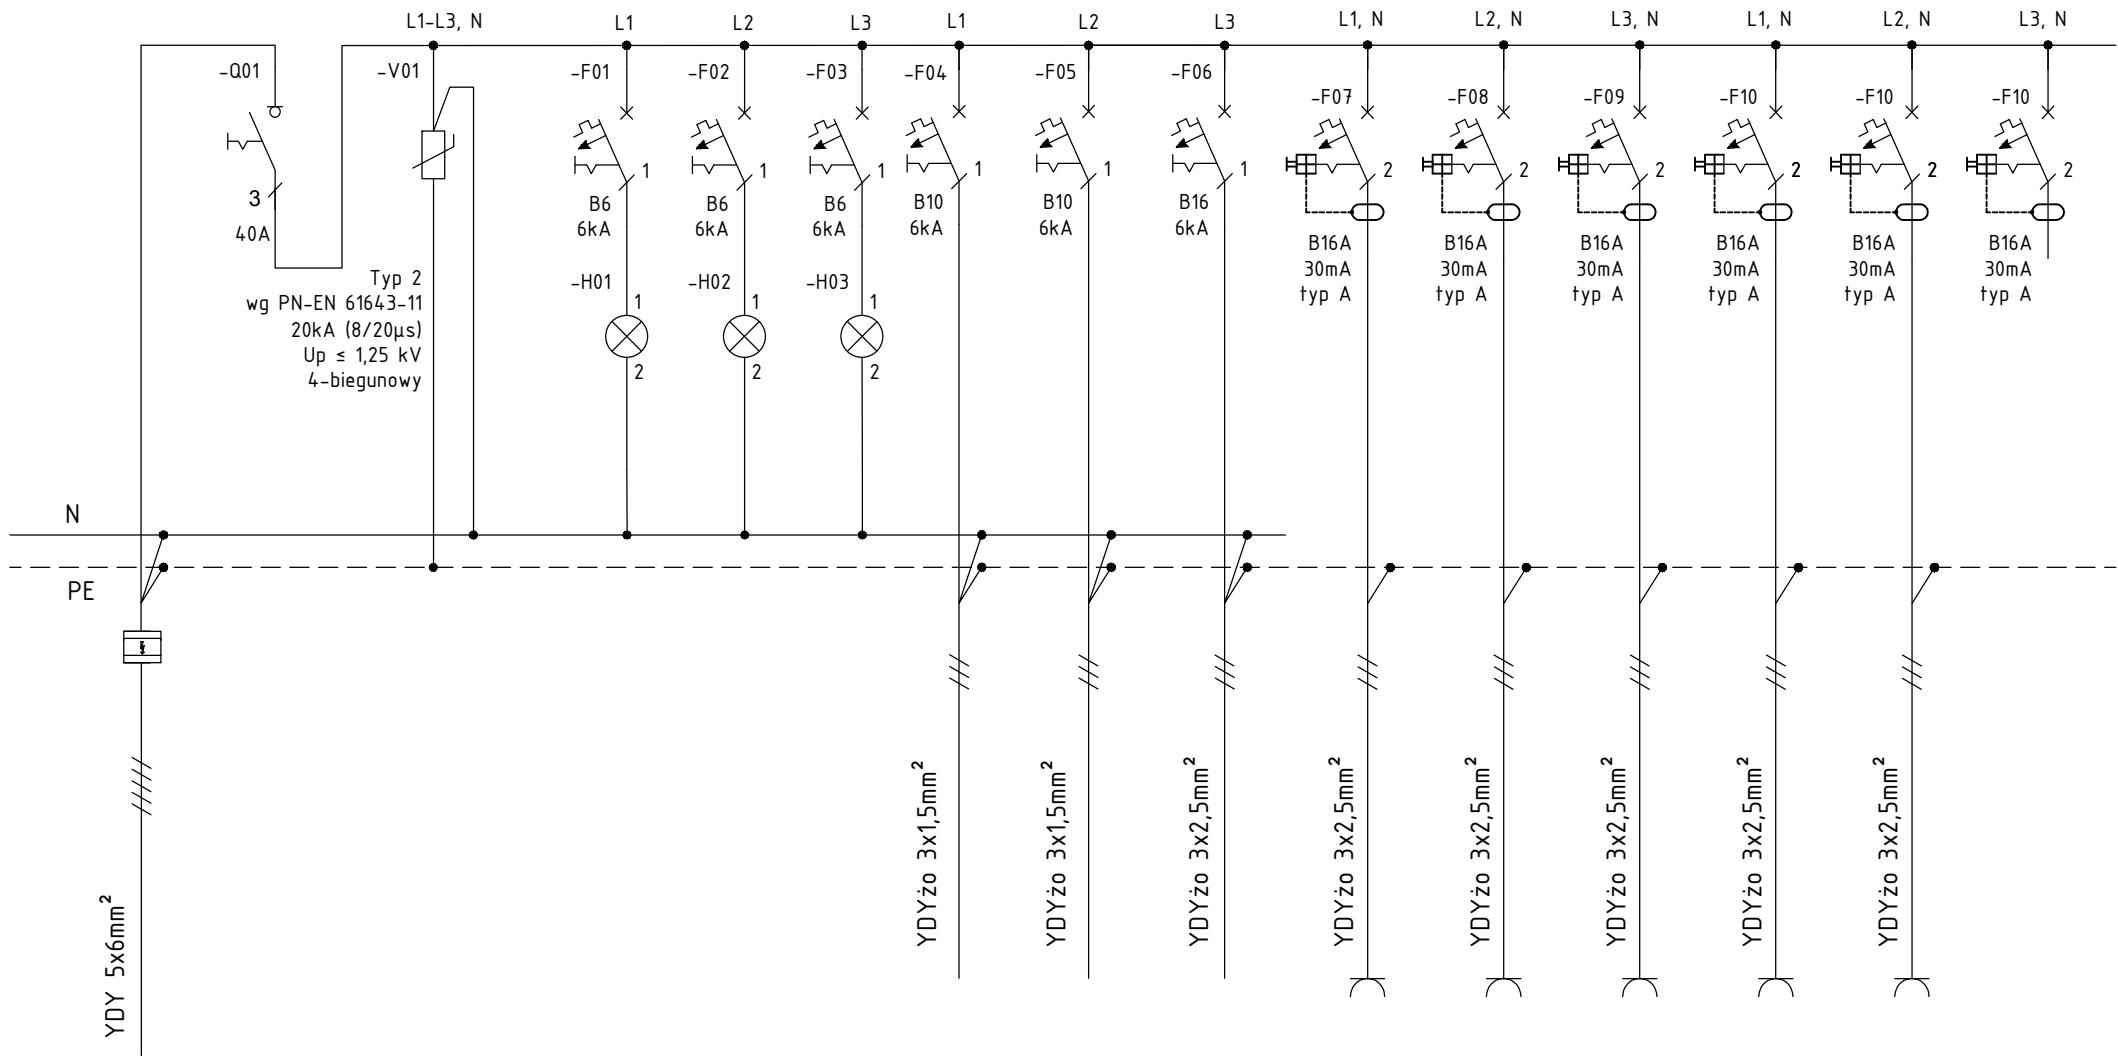 L1-L3, N
L1
L2
L3
L1
L2
L3
L1, N
L2, N
L3, N
L1, N
L2, N
L3, N
-Q01
-V01
-F01
-F02
-F03
-F04
-F05
-F06
-F07
-F08
-F09
-F10
-F10
-F10
3
40A
1
1
1
1
1
1
2
2
2
2
2
2
B6
6kA
B6
6kA
B6
6kA
B10
6kA
B10
6kA
B16
6kA
B16A
30mA
typ A
B16A
30mA
typ A
B16A
30mA
typ A
B16A
30mA
typ A
B16A
30mA
typ A
B16A
30mA
typ A
Typ 2
wg PN-EN 61643-11
20kA (8/20µs)
Up ≤ 1,25 kV
4-biegunowy
-H01
1
2
-H02
1
2
-H03
1
2
N
PE
YDY 5x6mm²
YDYżo 3x1,5mm²
YDYżo 3x1,5mm²
YDYżo 3x2,5mm²
YDYżo 3x2,5mm²
YDYżo 3x2,5mm²
YDYżo 3x2,5mm²
YDYżo 3x2,5mm²
YDYżo 3x2,5mm²